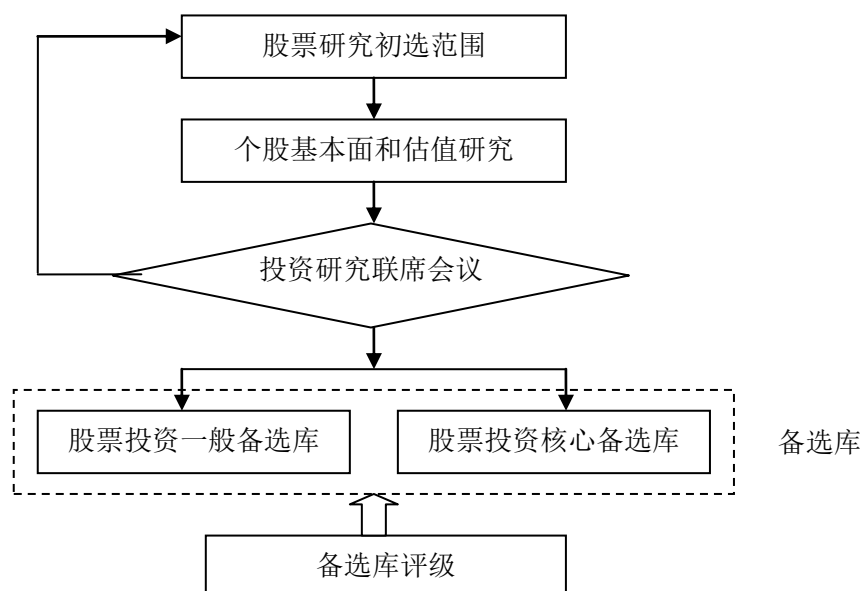 股票研究初选范围
个股基本面和估值研究
投资研究联席会议
股票投资一般备选库
股票投资核心备选库
备选库
备选库评级